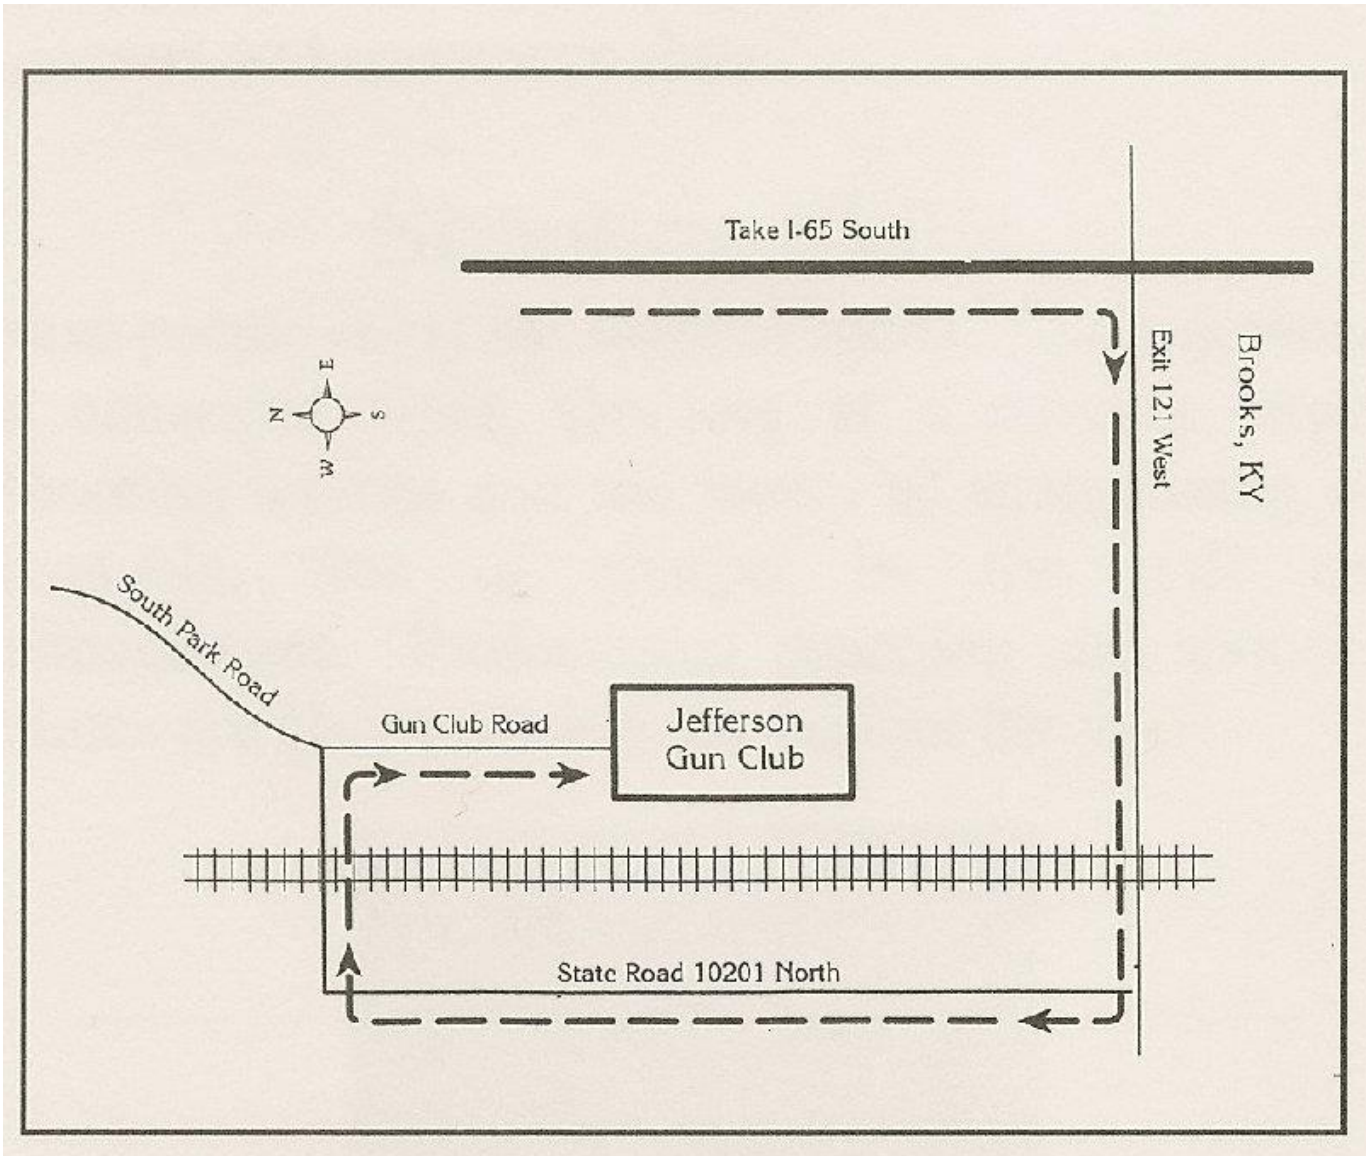 Take I-65 South
Exit 121 West
Brooks, KY
E
N
S
W
South Park Road
Gun Club Road
Jefferson
Gun Club
State Road 10201 North